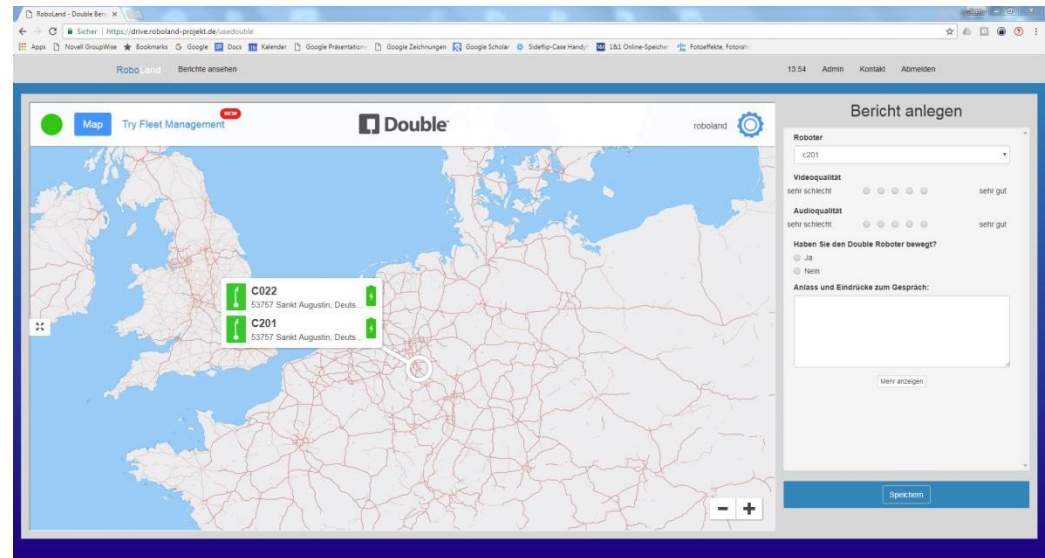 RoboLand - Double Ben
Sicher | https://drive.roboland-projekt.de/usedouble
Apps Novell GroupWise Bookmarks Google Docs Kalender Google Präsentation Google Zeichnungen Google Scholar Sideflip-Case Handy 1&1 Online-Speicher Fotoeffekte, Fotorah
RoboLand Berichte ansehen 13:54 Admin Kontakt Abmelden
Map Try Fleet Management NEW Double roboland
C022
53757 Sankt Augustin, Deuts...
C201
53757 Sankt Augustin, Deuts...
Bericht anlegen
Roboter
c201
Videoqualität
sehr schlecht sehr gut
Audioqualität
sehr schlecht sehr gut
Haben Sie den Double Roboter bewegt?
Ja
Nein
Anlass und Eindrücke zum Gespräch:
Mehr anzeigen
Speichern